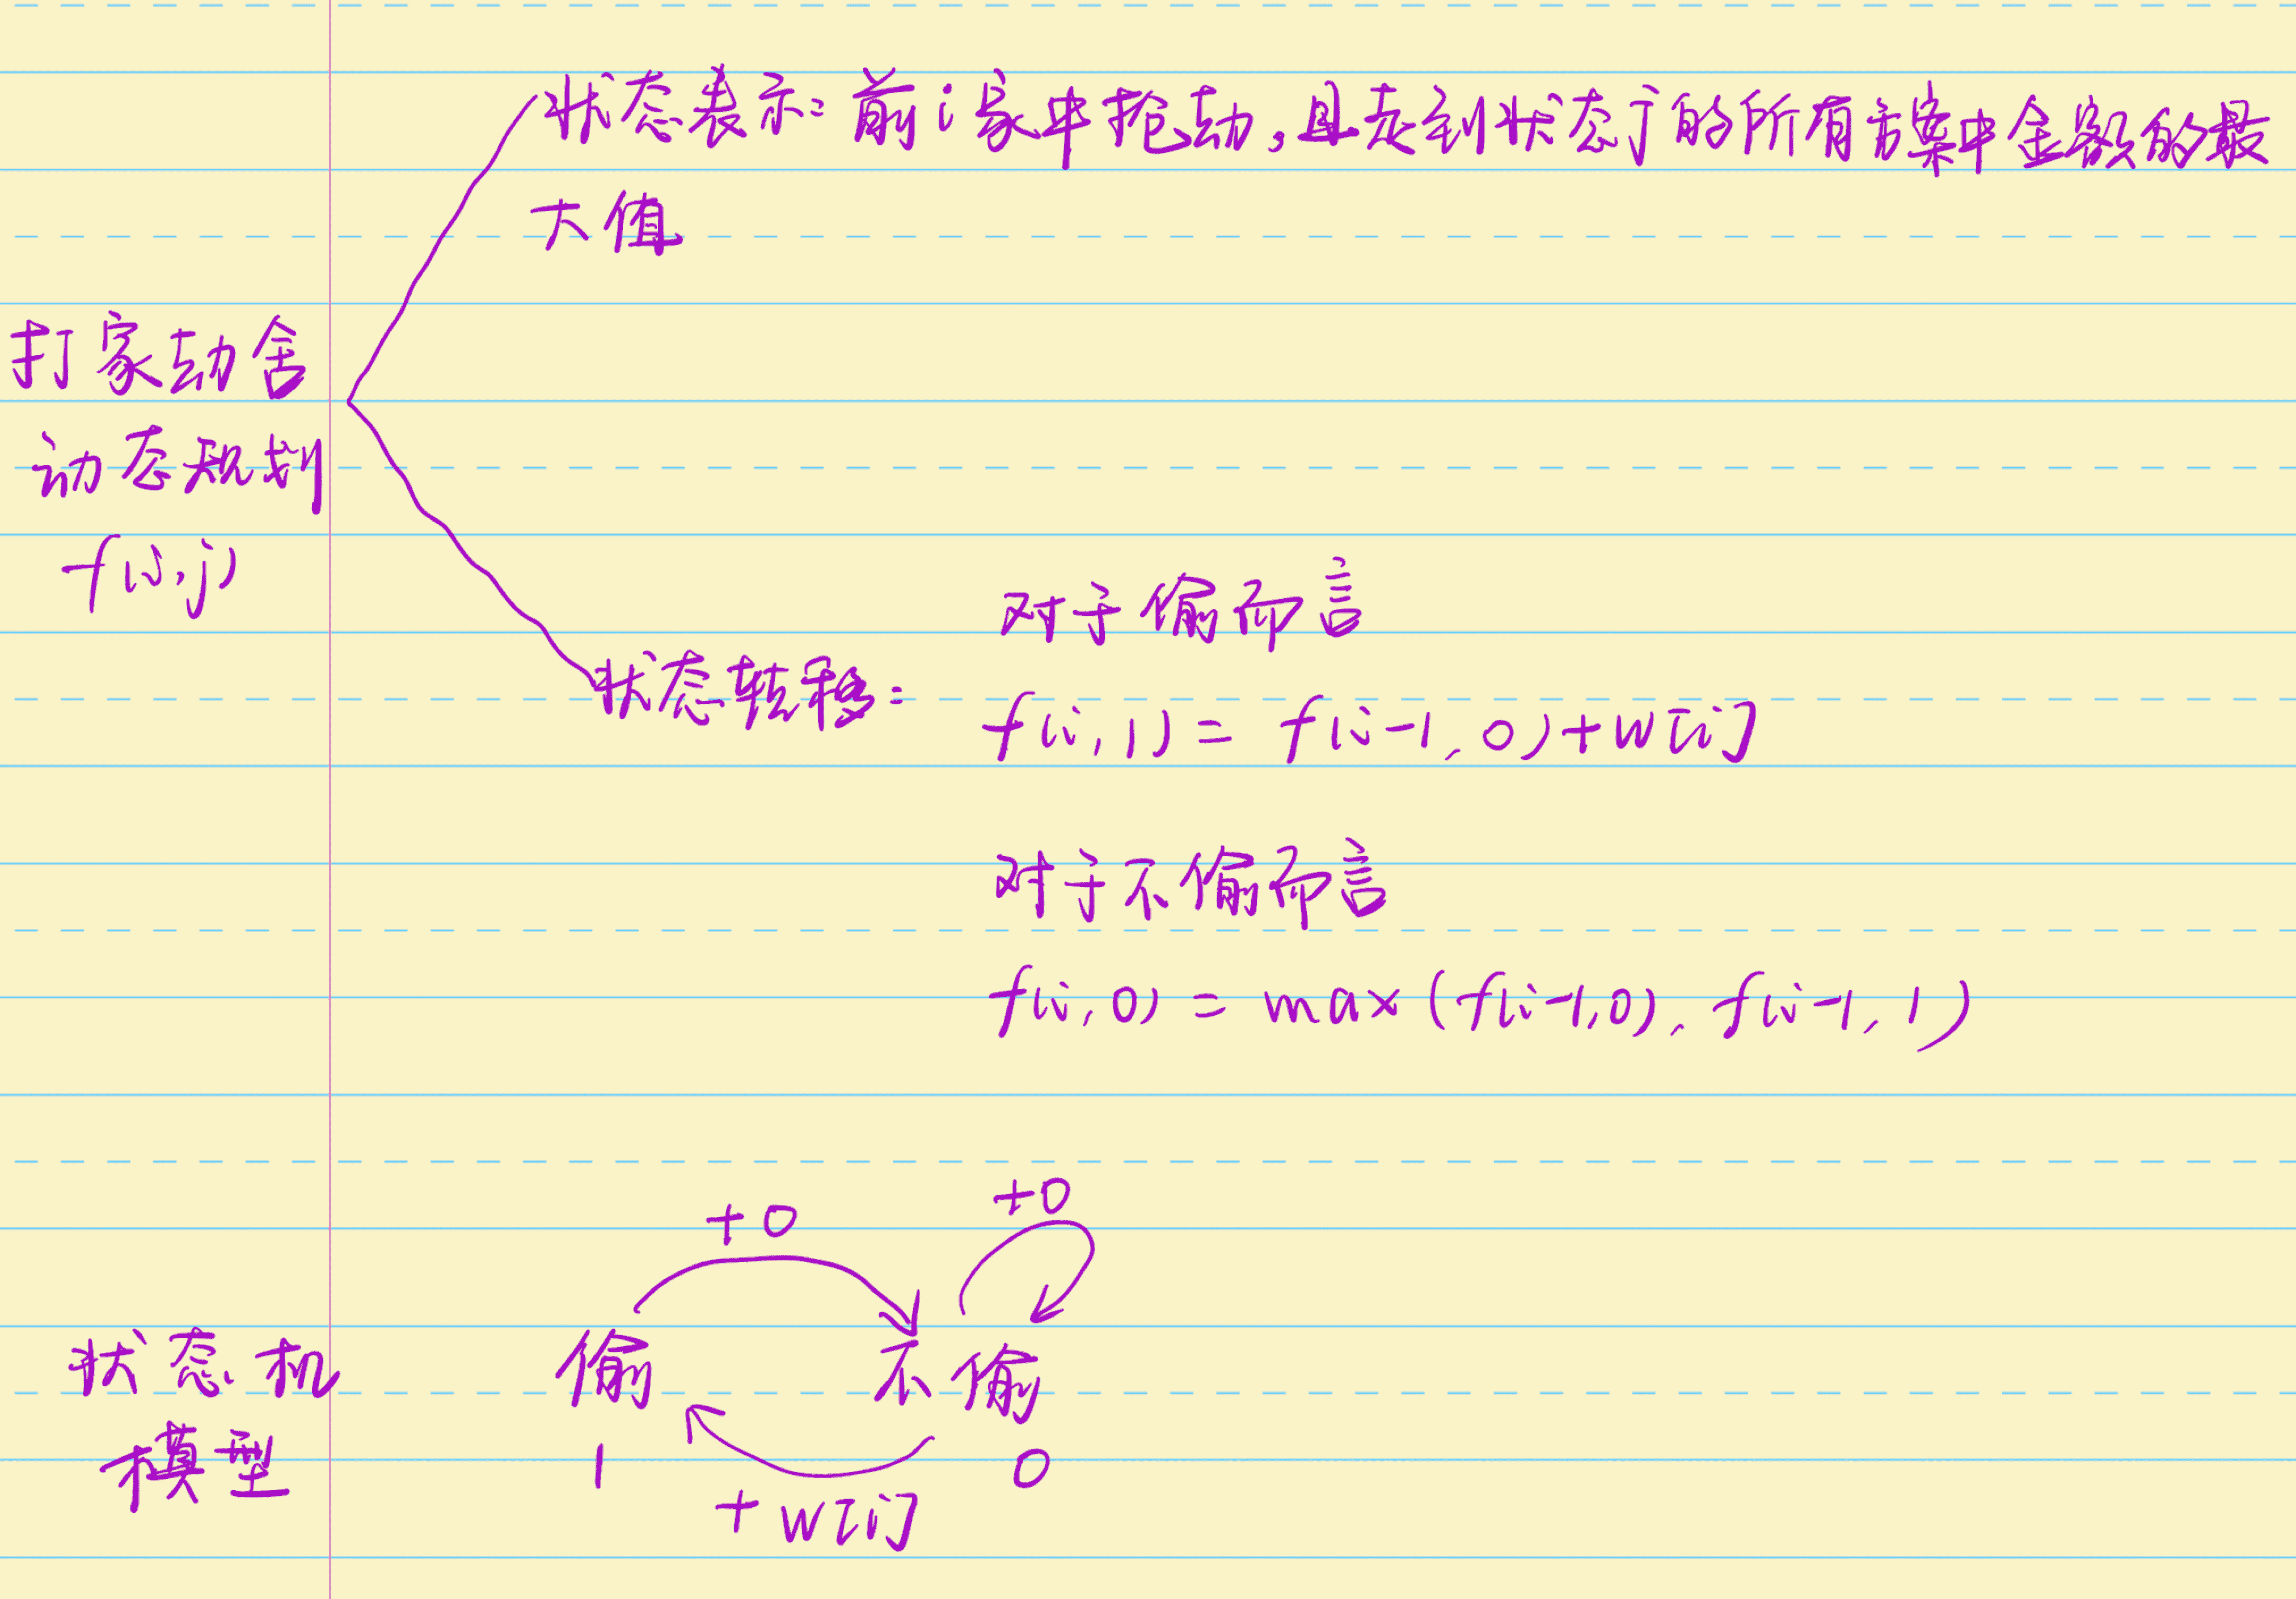 状态表示: 前i家中抢劫, 且走到状态j的所有方案中金额的最
大值
打家劫舍
动态规划
f(i,j)
状态转移:
对于偷而言
f(i,1) = f(i-1,0)+w[i]
对于不偷而言
f(i,0) = max(f(i-1,0), f(i-1,1)
+0
+0
状态机
模型
偷
不偷
1
0
+w[i]